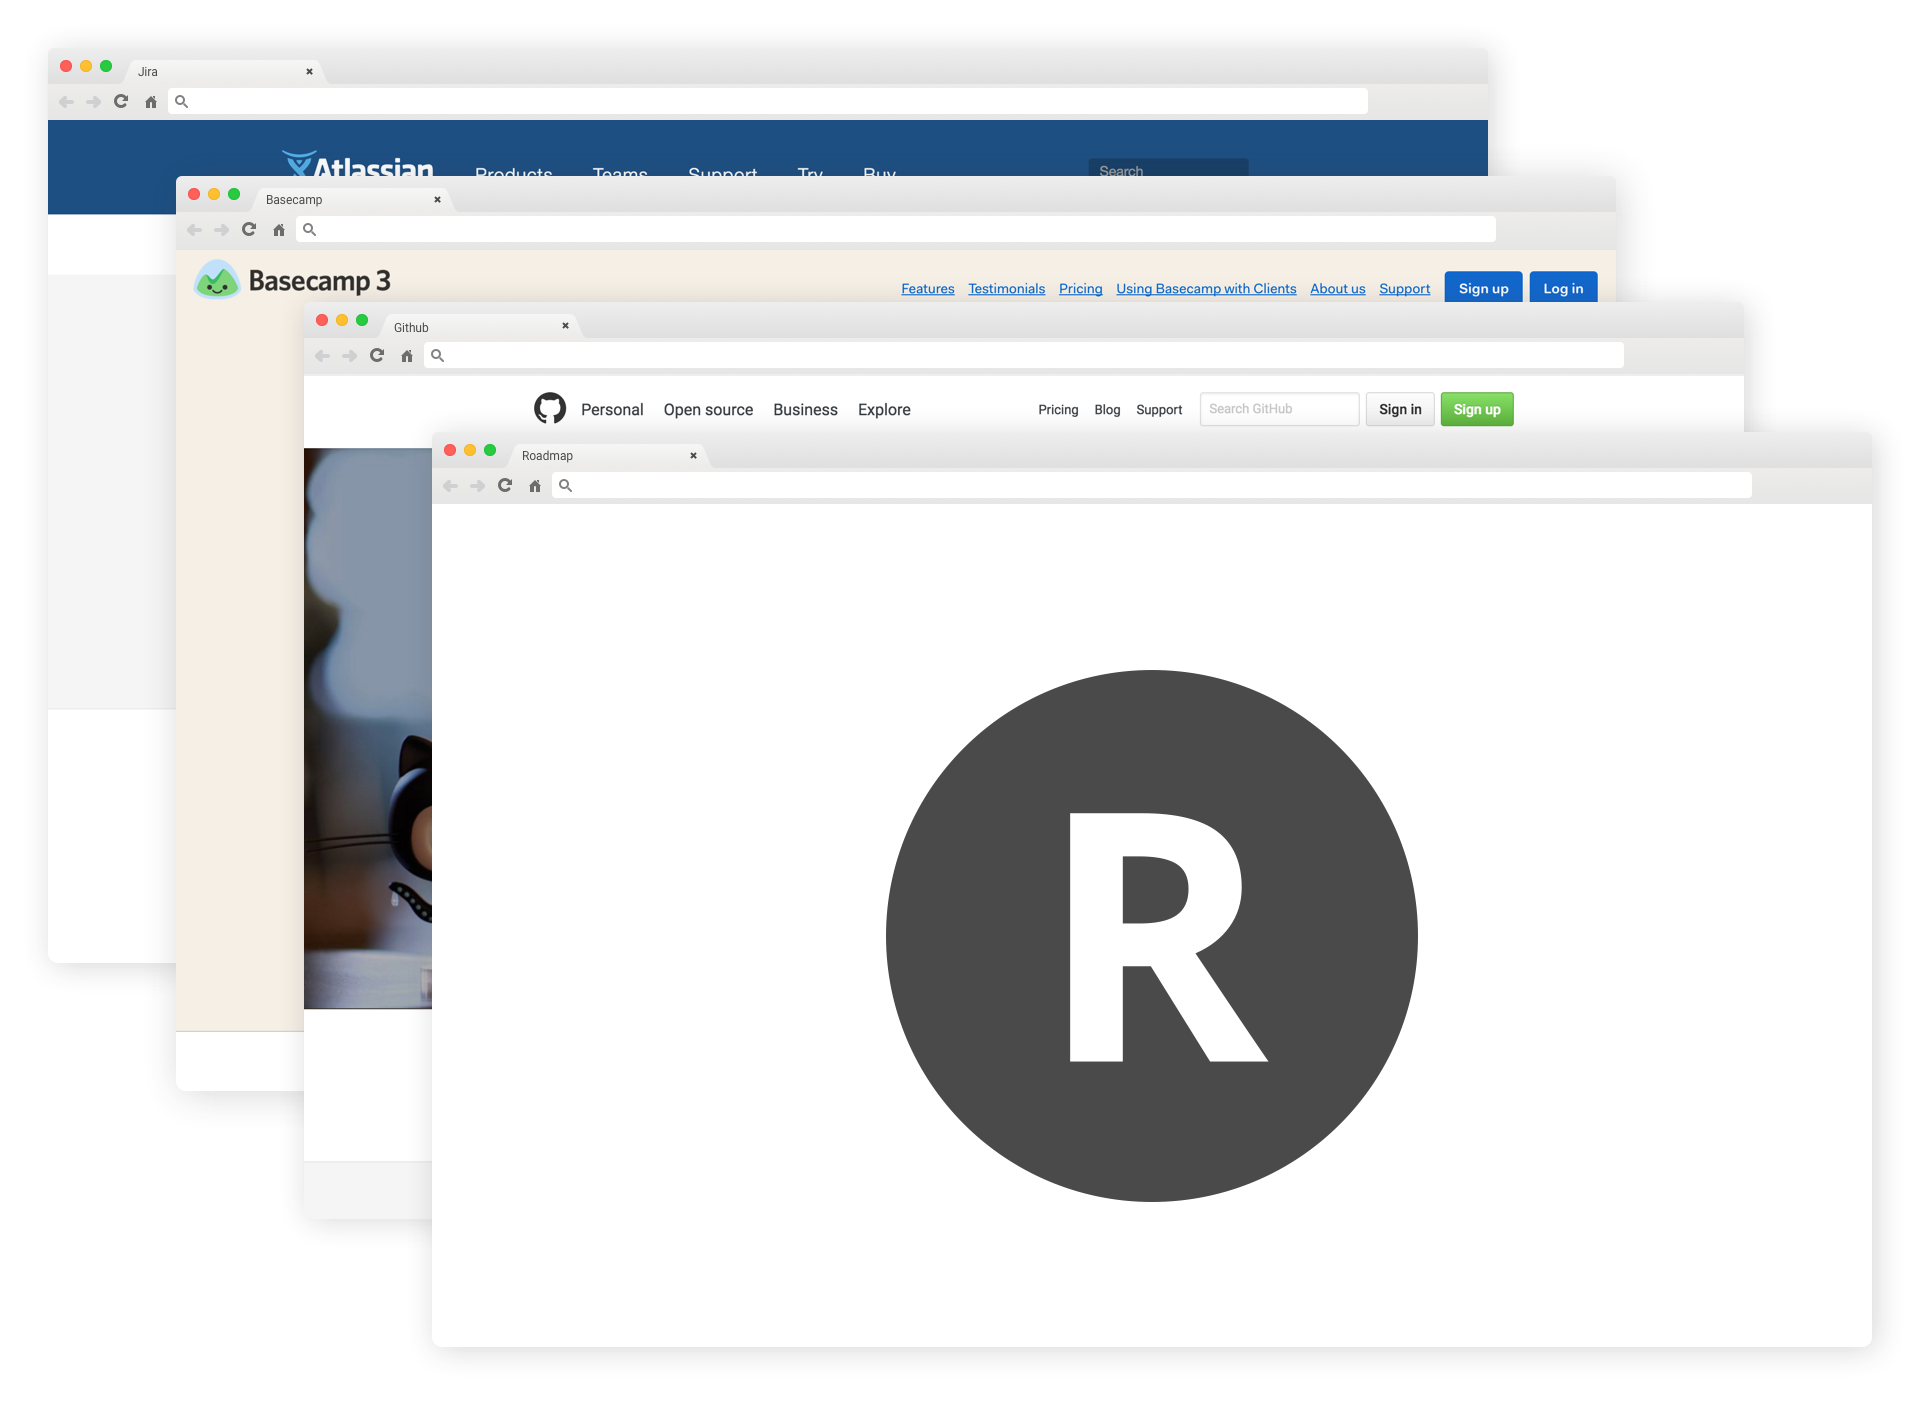 Jira
Atlassian Products Teams Support Try Buy Search
Basecamp
Basecamp 3
Features Testimonials Pricing Using Basecamp with Clients About us Support Sign up Log in
Github
Personal Open source Business Explore Pricing Blog Support Search GitHub Sign in Sign up
Roadmap
R